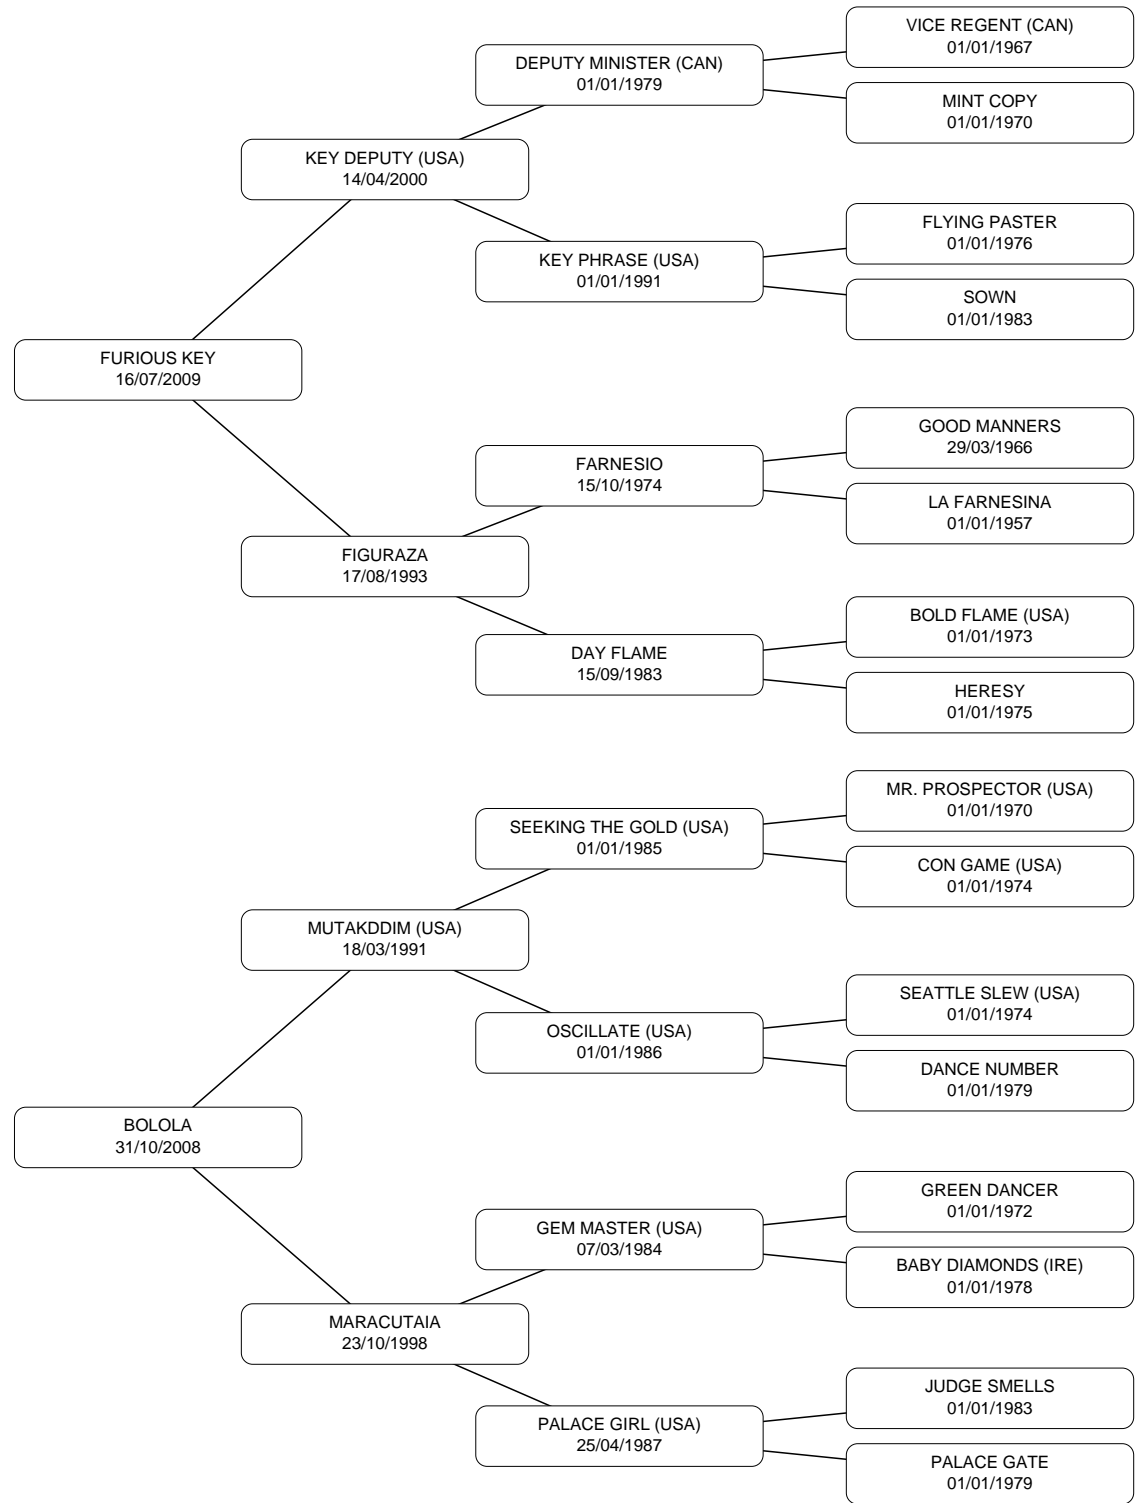 VICE REGENT (CAN)
01/01/1967
DEPUTY MINISTER (CAN)
01/01/1979
MINT COPY
01/01/1970
KEY DEPUTY (USA)
14/04/2000
FLYING PASTER
01/01/1976
KEY PHRASE (USA)
01/01/1991
SOWN
01/01/1983
FURIOUS KEY
16/07/2009
GOOD MANNERS
29/03/1966
FARNESIO
15/10/1974
LA FARNESINA
01/01/1957
FIGURAZA
17/08/1993
BOLD FLAME (USA)
01/01/1973
DAY FLAME
15/09/1983
HERESY
01/01/1975
MR. PROSPECTOR (USA)
01/01/1970
SEEKING THE GOLD (USA)
01/01/1985
CON GAME (USA)
01/01/1974
MUTAKDDIM (USA)
18/03/1991
SEATTLE SLEW (USA)
01/01/1974
OSCILLATE (USA)
01/01/1986
DANCE NUMBER
01/01/1979
BOLOLA
31/10/2008
GREEN DANCER
01/01/1972
GEM MASTER (USA)
07/03/1984
BABY DIAMONDS (IRE)
01/01/1978
MARACUTAIA
23/10/1998
JUDGE SMELLS
01/01/1983
PALACE GIRL (USA)
25/04/1987
PALACE GATE
01/01/1979